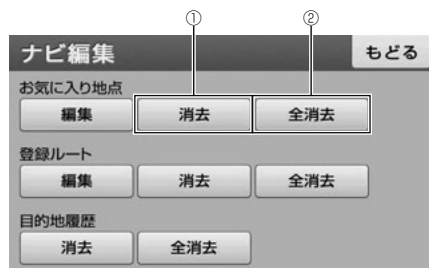 ① ②
ナビ編集 もどる
お気に入り地点
編集 消去 全消去
登録ルート
編集 消去 全消去
目的地履歴
消去 全消去